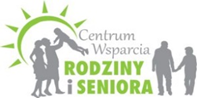 Centrum
Wsparcia
RODZINY
i SENIORA